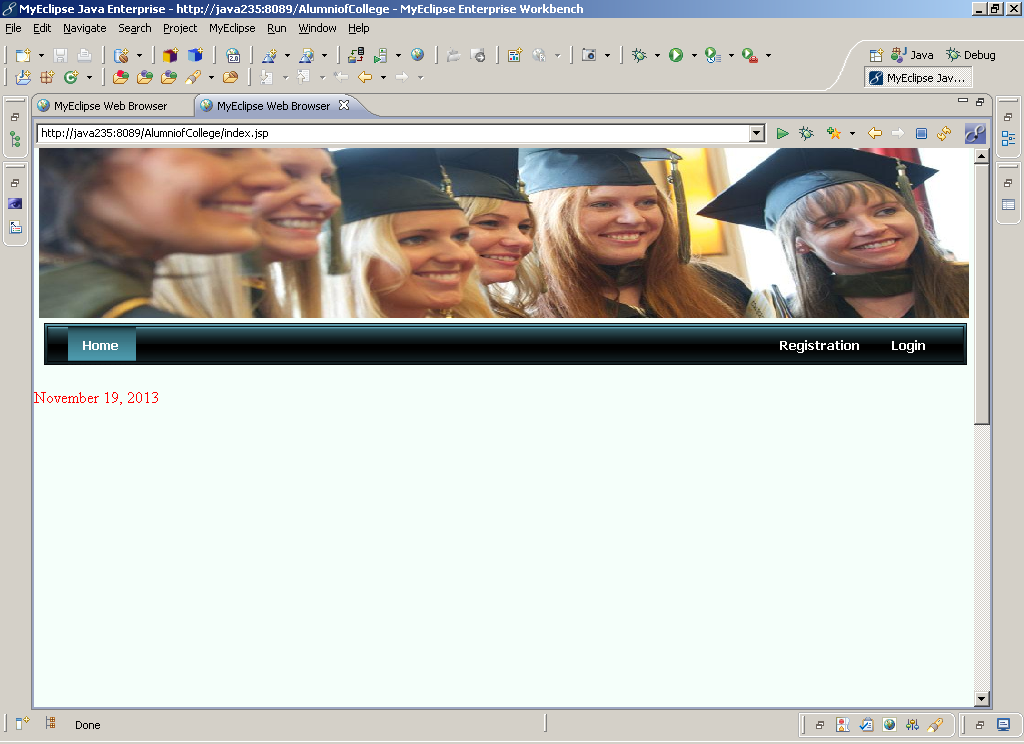 MyEclipse Java Enterprise - http://java235:8089/AlumniofCollege - MyEclipse Enterprise Workbench
File Edit Navigate Search Project MyEclipse Run Window Help
Java Debug
2.0
MyEclipse Jav...
MyEclipse Web Browser MyEclipse Web Browser
http://java235:8089/AlumniofCollege/index.jsp
Home Registration Login
November 19, 2013
Done